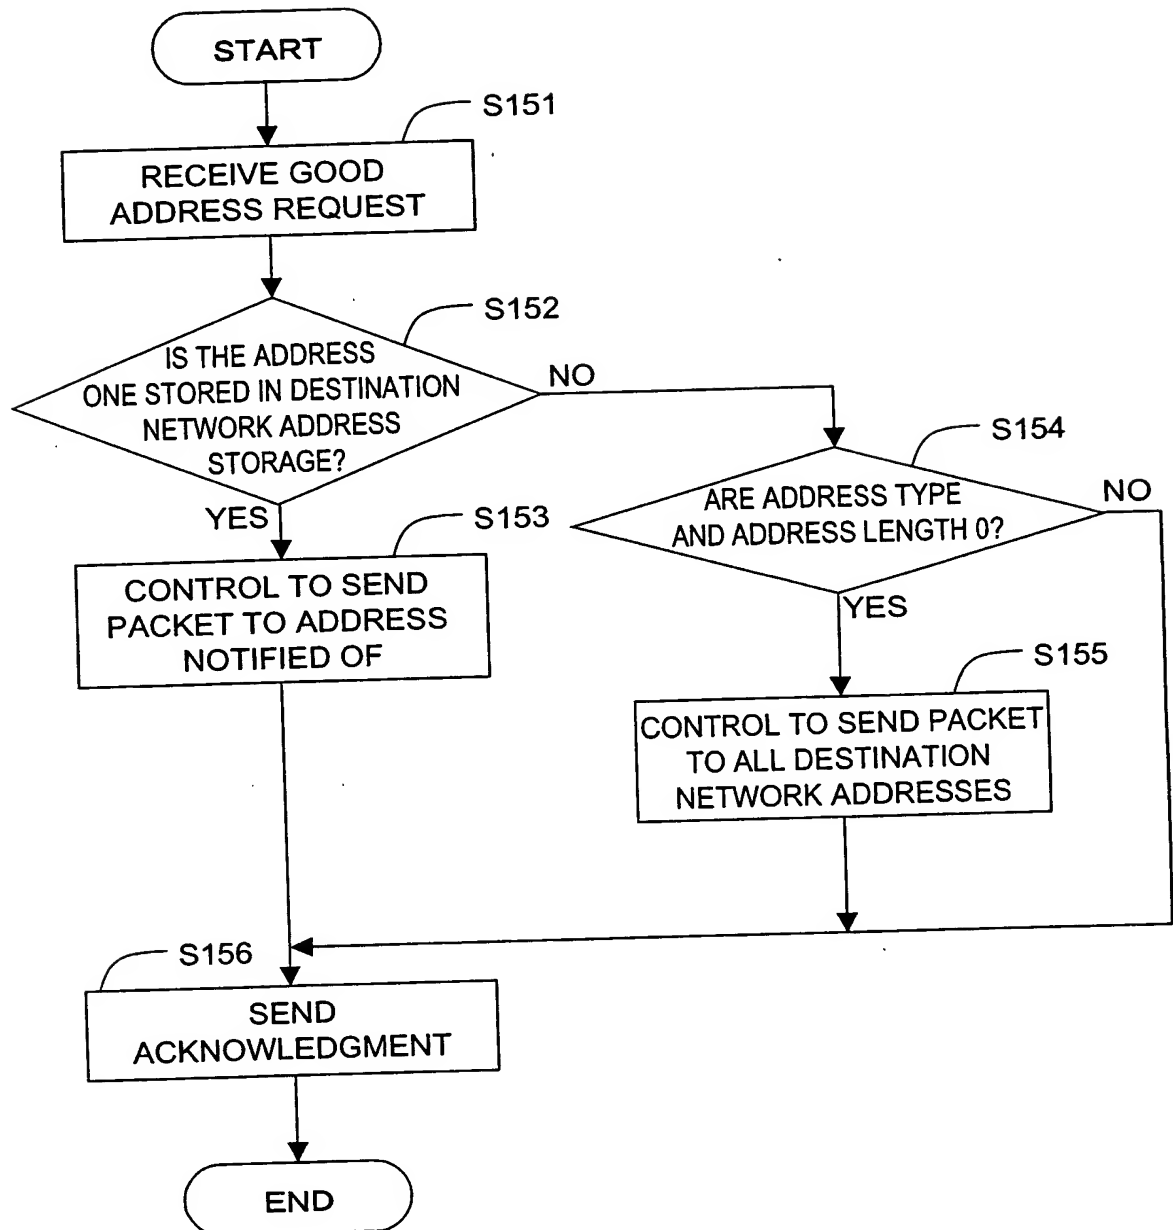 START
S151
RECEIVE GOOD
ADDRESS REQUEST
S152
IS THE ADDRESS
ONE STORED IN DESTINATION
NETWORK ADDRESS
STORAGE?
NO
YES
S153
CONTROL TO SEND
PACKET TO ADDRESS
NOTIFIED OF
S154
ARE ADDRESS TYPE
AND ADDRESS LENGTH 0?
NO
YES
S155
CONTROL TO SEND PACKET
TO ALL DESTINATION
NETWORK ADDRESSES
S156
SEND
ACKNOWLEDGMENT
END